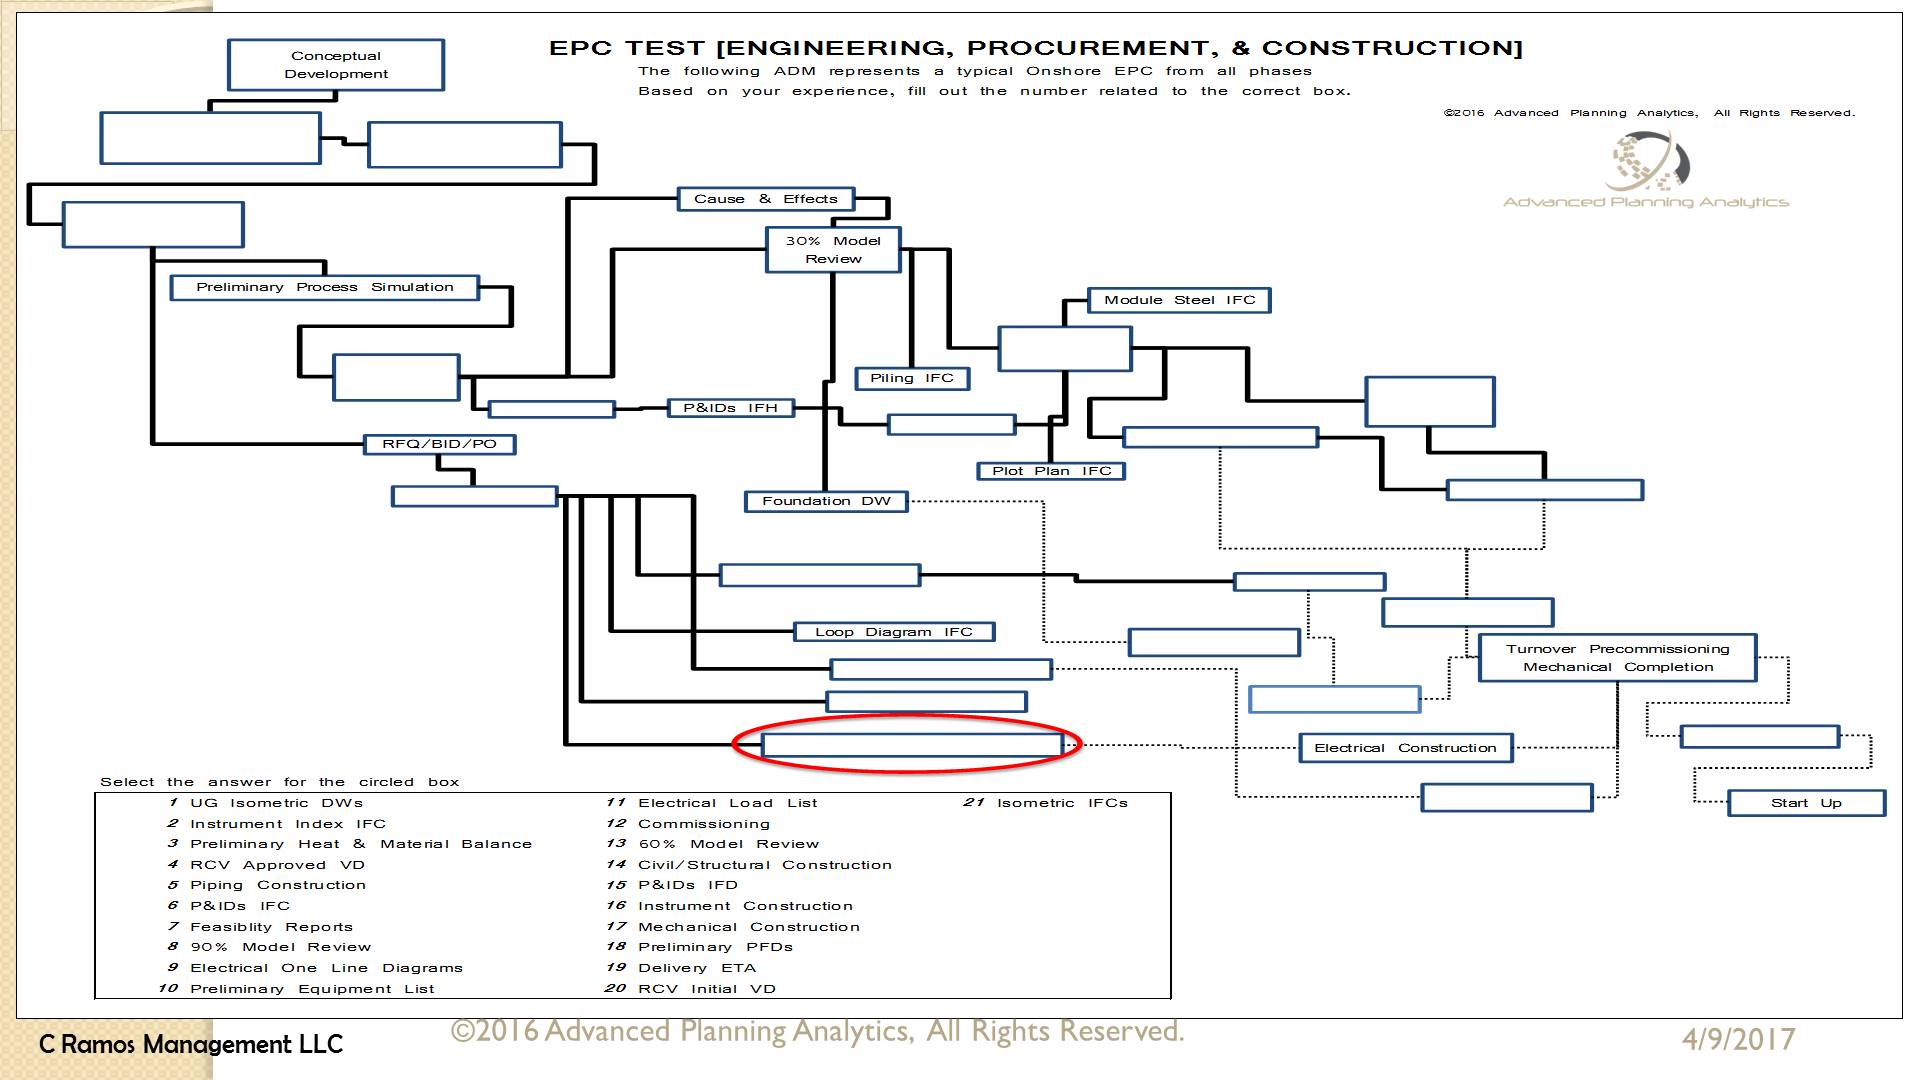 EPC TEST [ENGINEERING, PROCUREMENT, & CONSTRUCTION]
The following ADM represents a typical Onshore EPC from all phases
Based on your experience, fill out the number related to the correct box.
©2016 Advanced Planning Analytics, All Rights Reserved.
Advanced Planning Analytics
Conceptual
Development
Cause & Effects
30% Model
Review
Preliminary Process Simulation
Module Steel IFC
Piling IFC
P&IDs IFH
RFQ/BID/PO
Plot Plan IFC
Foundation DW
Loop Diagram IFC
Turnover Precommissioning
Mechanical Completion
Electrical Construction
Start Up
Select the answer for the circled box
1 UG Isometric DWs
2 Instrument Index IFC
3 Preliminary Heat & Material Balance
4 RCV Approved VD
5 Piping Construction
6 P&IDs IFC
7 Feasiblity Reports
8 90% Model Review
9 Electrical One Line Diagrams
10 Preliminary Equipment List
11 Electrical Load List
12 Commissioning
13 60% Model Review
14 Civil/Structural Construction
15 P&IDs IFD
16 Instrument Construction
17 Mechanical Construction
18 Preliminary PFDs
19 Delivery ETA
20 RCV Initial VD
21 Isometric IFCs
C Ramos Management LLC
©2016 Advanced Planning Analytics, All Rights Reserved.
4/9/2017